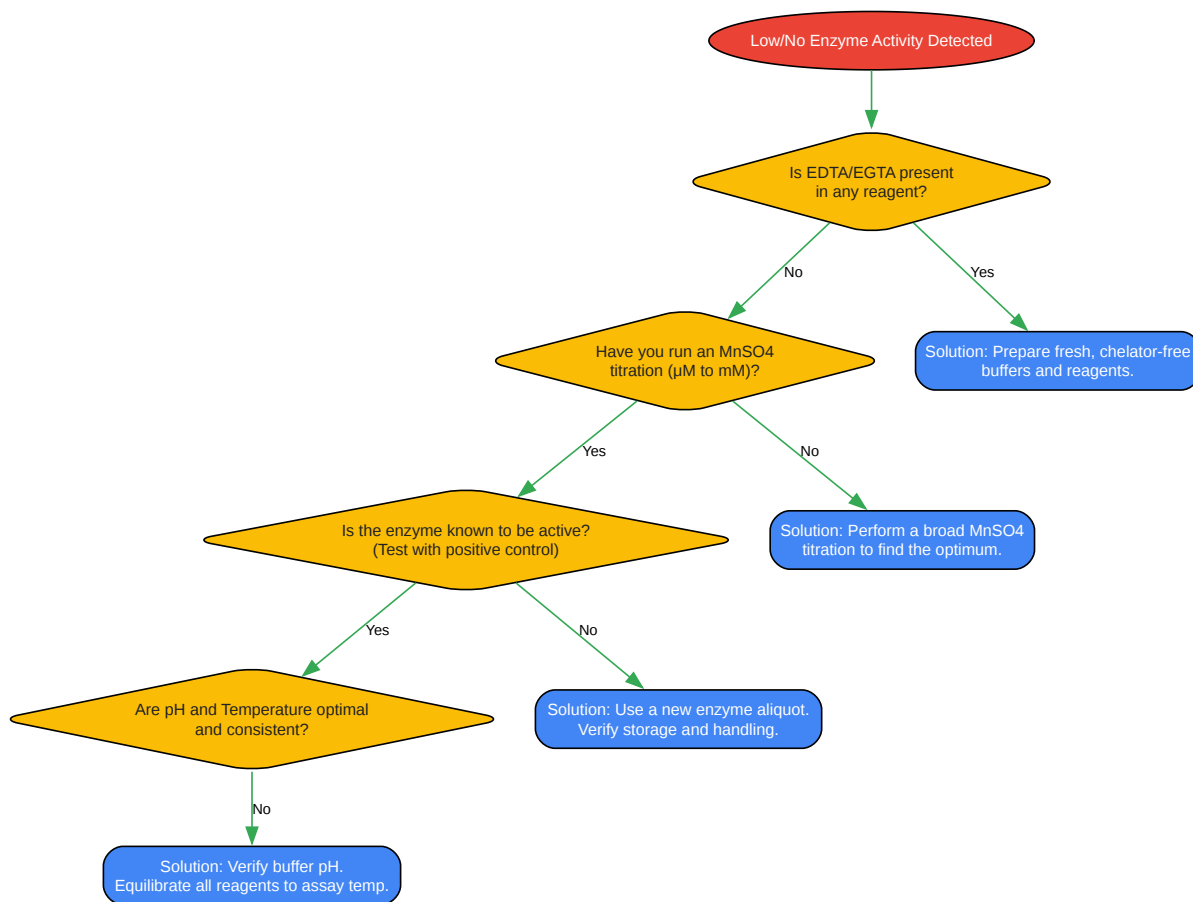 Low/No Enzyme Activity Detected
Is EDTA/EGTA present
in any reagent?
No
Yes
Have you run an MnSO4
titration (µM to mM)?
Solution: Prepare fresh, chelator-free
buffers and reagents.
Yes
No
Is the enzyme known to be active?
(Test with positive control)
Solution: Perform a broad MnSO4
titration to find the optimum.
Yes
No
Are pH and Temperature optimal
and consistent?
Solution: Use a new enzyme aliquot.
Verify storage and handling.
No
Solution: Verify buffer pH.
Equilibrate all reagents to assay temp.